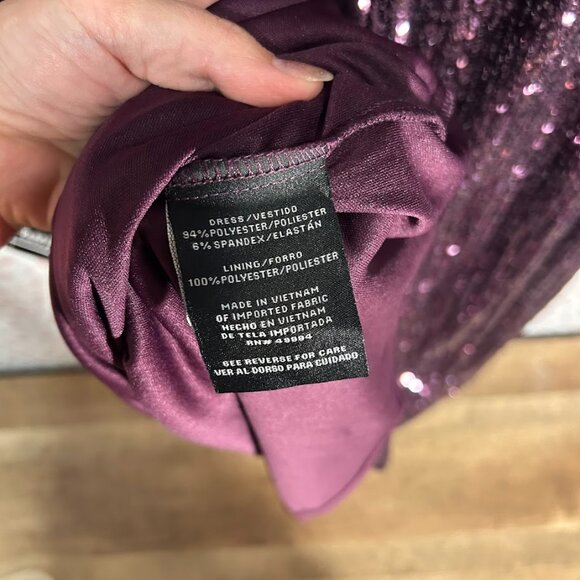 DRESS/VESTIDO
94%POLYESTER/POLIESTER
6%SPANDEX/ELASTÁN
LINING/FORRO
100%POLYESTER/POLIESTER
MADE IN VIETNAM
OF IMPORTED FABRIC
HECHO EN VIETNAM
DE TELA IMPORTADA
RN# 49994
SEE REVERSE FOR CARE
VER AL DORSO PARA CUIDADO